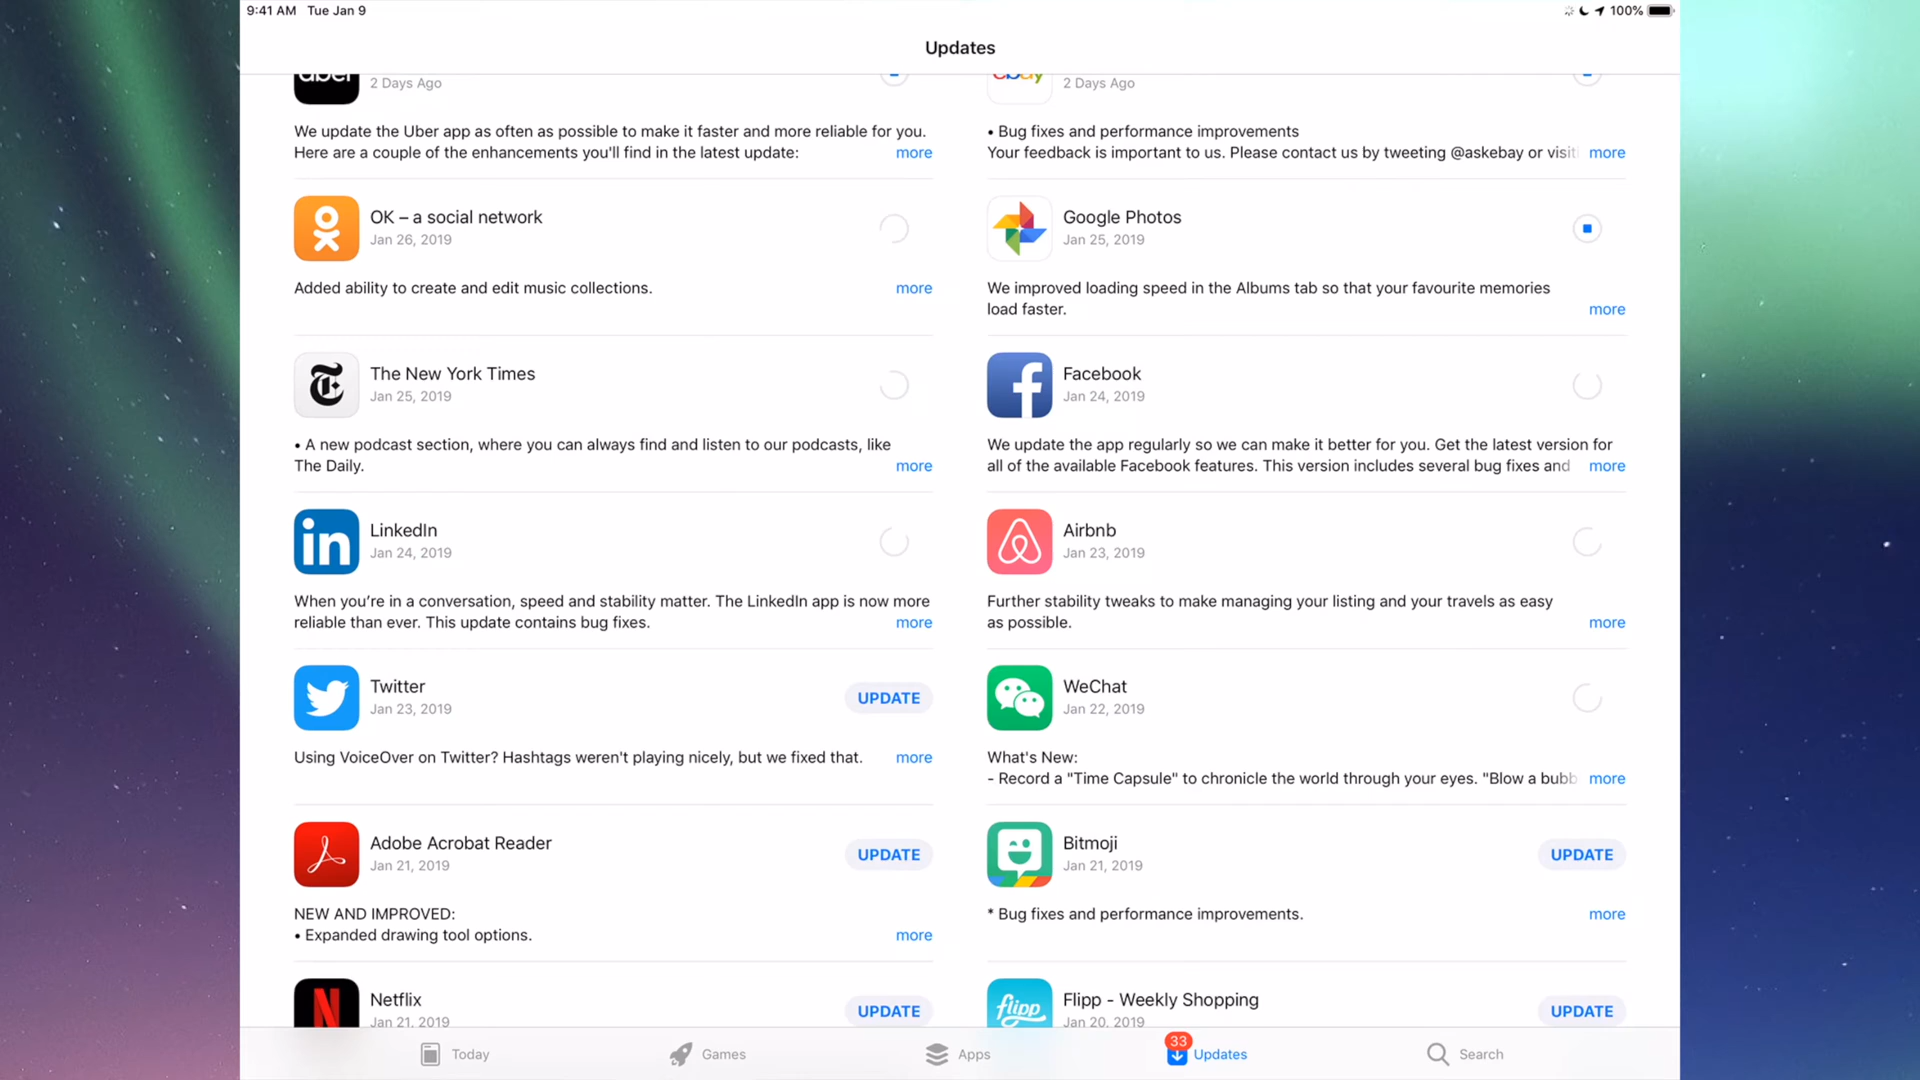 9:41 AM Tue Jan 9
100%
Updates
uber
2 Days Ago
We update the Uber app as often as possible to make it faster and more reliable for you.
Here are a couple of the enhancements you'll find in the latest update: more
ebay
2 Days Ago
• Bug fixes and performance improvements
Your feedback is important to us. Please contact us by tweeting @askebay or visiti more
OK – a social network
Jan 26, 2019
Added ability to create and edit music collections. more
Google Photos
Jan 25, 2019
We improved loading speed in the Albums tab so that your favourite memories
load faster. more
The New York Times
Jan 25, 2019
• A new podcast section, where you can always find and listen to our podcasts, like
The Daily. more
Facebook
Jan 24, 2019
We update the app regularly so we can make it better for you. Get the latest version for
all of the available Facebook features. This version includes several bug fixes and more
in
LinkedIn
Jan 24, 2019
When you’re in a conversation, speed and stability matter. The LinkedIn app is now more
reliable than ever. This update contains bug fixes. more
Airbnb
Jan 23, 2019
Further stability tweaks to make managing your listing and your travels as easy
as possible. more
Twitter
Jan 23, 2019
UPDATE
Using VoiceOver on Twitter? Hashtags weren't playing nicely, but we fixed that. more
WeChat
Jan 22, 2019
What's New:
- Record a "Time Capsule" to chronicle the world through your eyes. "Blow a bubb more
Adobe Acrobat Reader
Jan 21, 2019
UPDATE
NEW AND IMPROVED:
• Expanded drawing tool options. more
Bitmoji
Jan 21, 2019
UPDATE
* Bug fixes and performance improvements. more
Netflix
Jan 21, 2019
UPDATE
flipp
Flipp - Weekly Shopping
Jan 20, 2019
UPDATE
Today
Games
Apps
33
Updates
Search